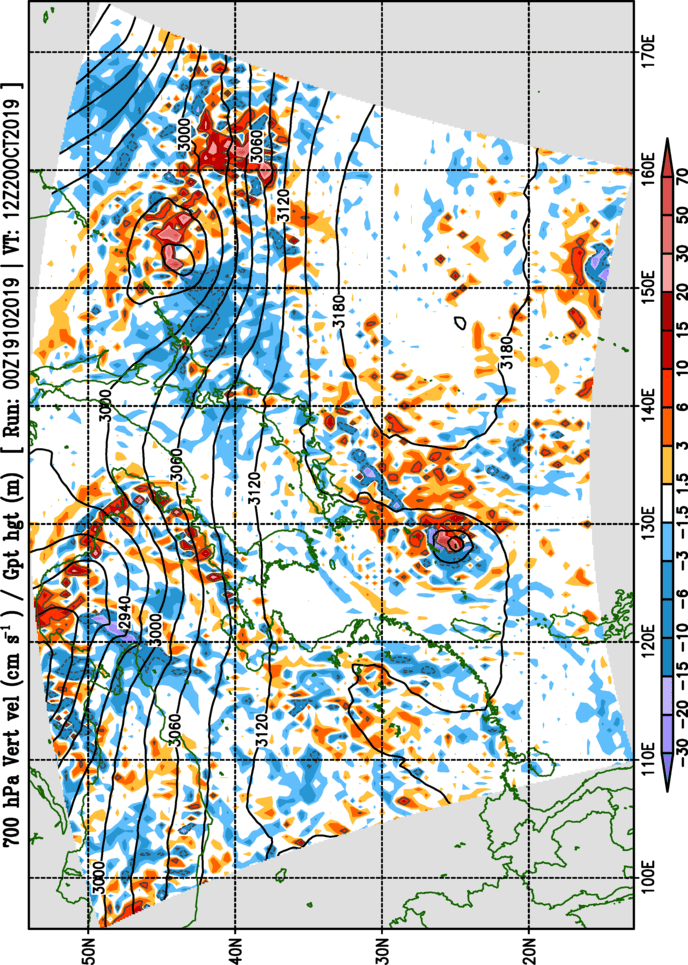 700 hPa Vert vel (cm s⁻¹) / Gpt hgt (m) [ Run: 00Z19102019 | VT: 12Z20OCT2019 ]
50N
40N
30N
20N
100E
110E
120E
130E
140E
150E
160E
170E
3000
3060
3120
2940
3000
3000
3060
3120
3180
3180
3000
3060
3120
-30
-20
-15
-10
-6
-3
-1.5
1.5
3
6
10
15
20
30
50
70